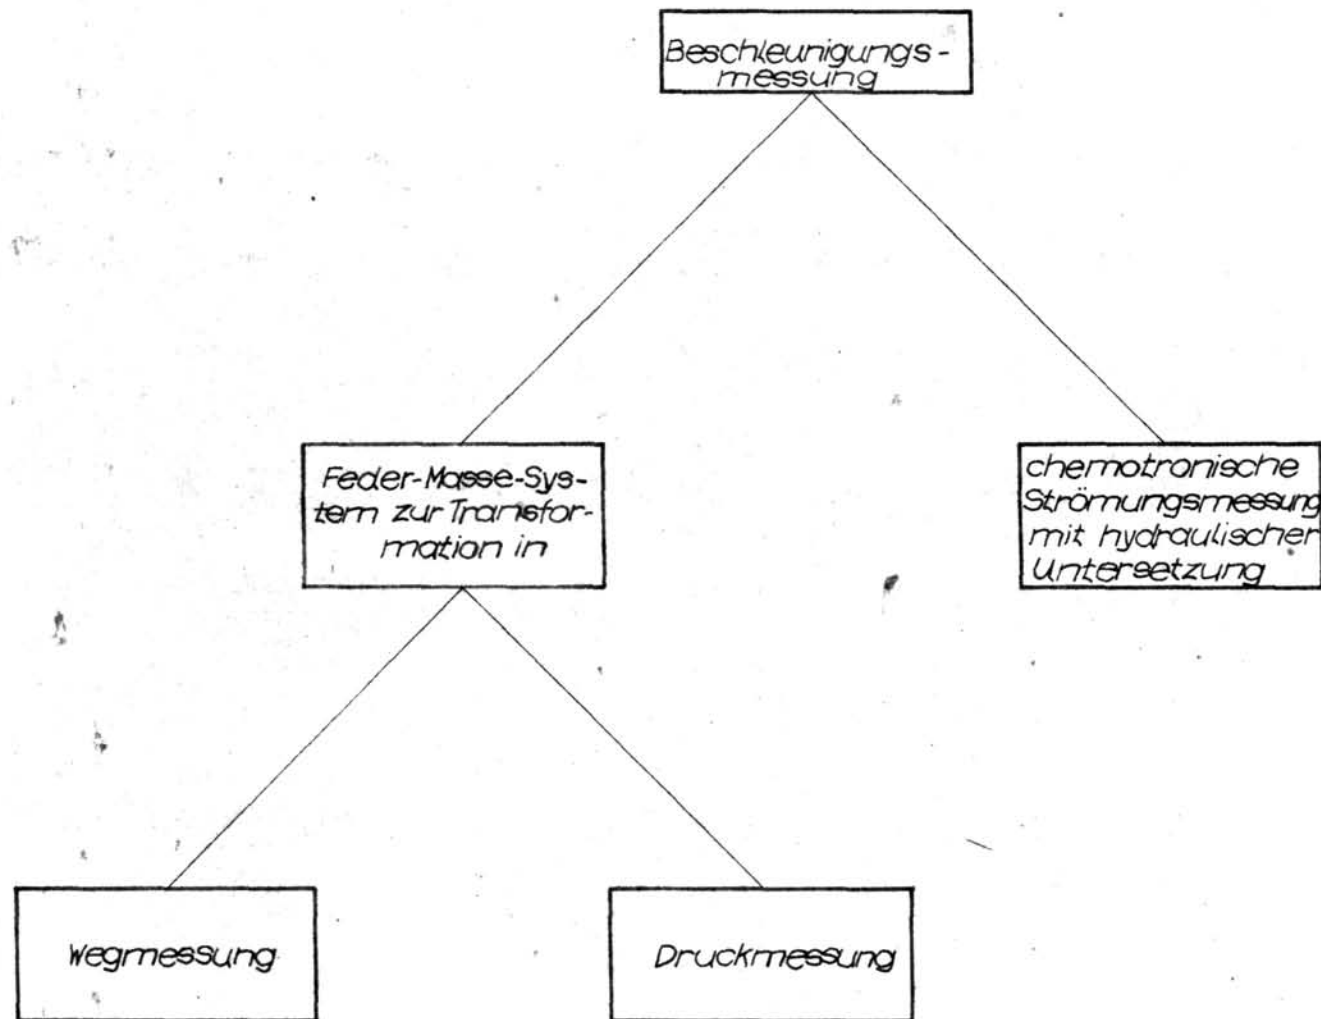 Beschleunigungs-
messung
Feder-Masse-Sys-
tem zur Transfor-
mation in
chemotronische
Strömungsmessung
mit hydraulischer
Untersetzung
Wegmessung
Druckmessung